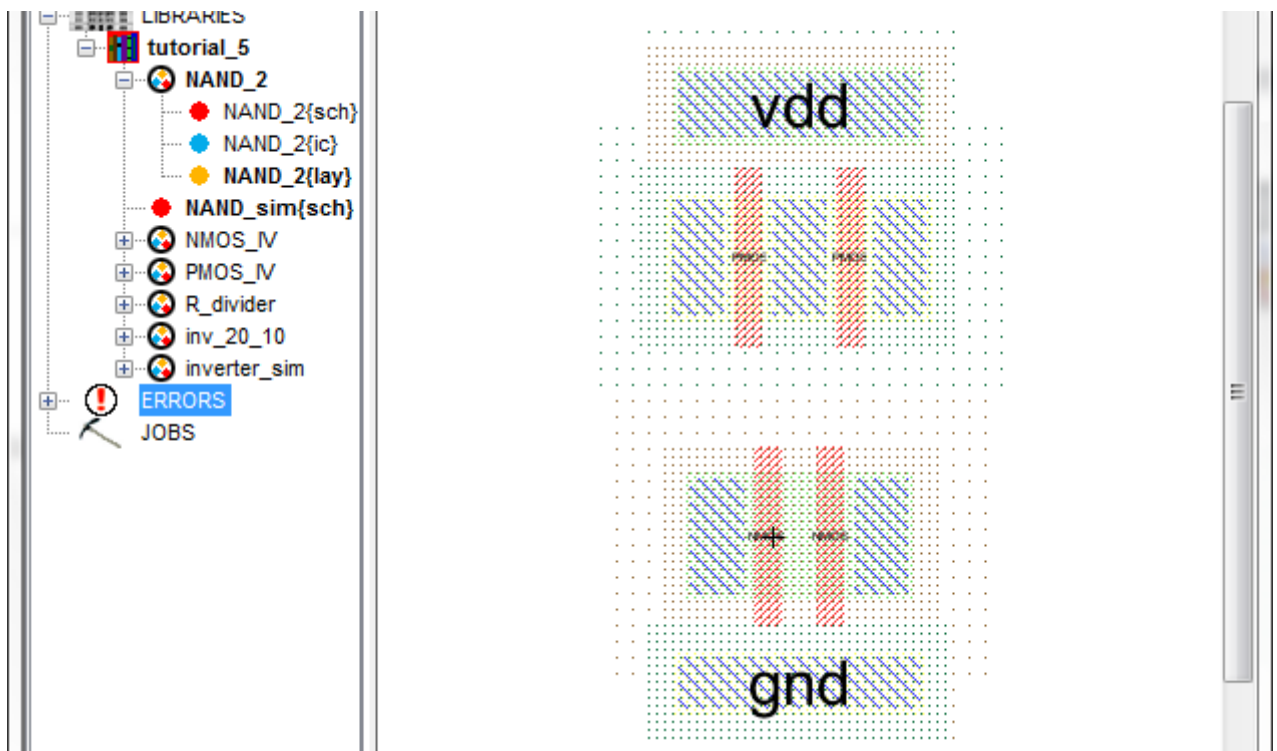 LIBRARIES
tutorial_5
NAND_2
NAND_2{sch}
NAND_2{ic}
NAND_2{lay}
NAND_sim{sch}
NMOS_IV
PMOS_IV
R_divider
inv_20_10
inverter_sim
ERRORS
JOBS
vdd
PMOS PMOS
NMOS NMOS
gnd